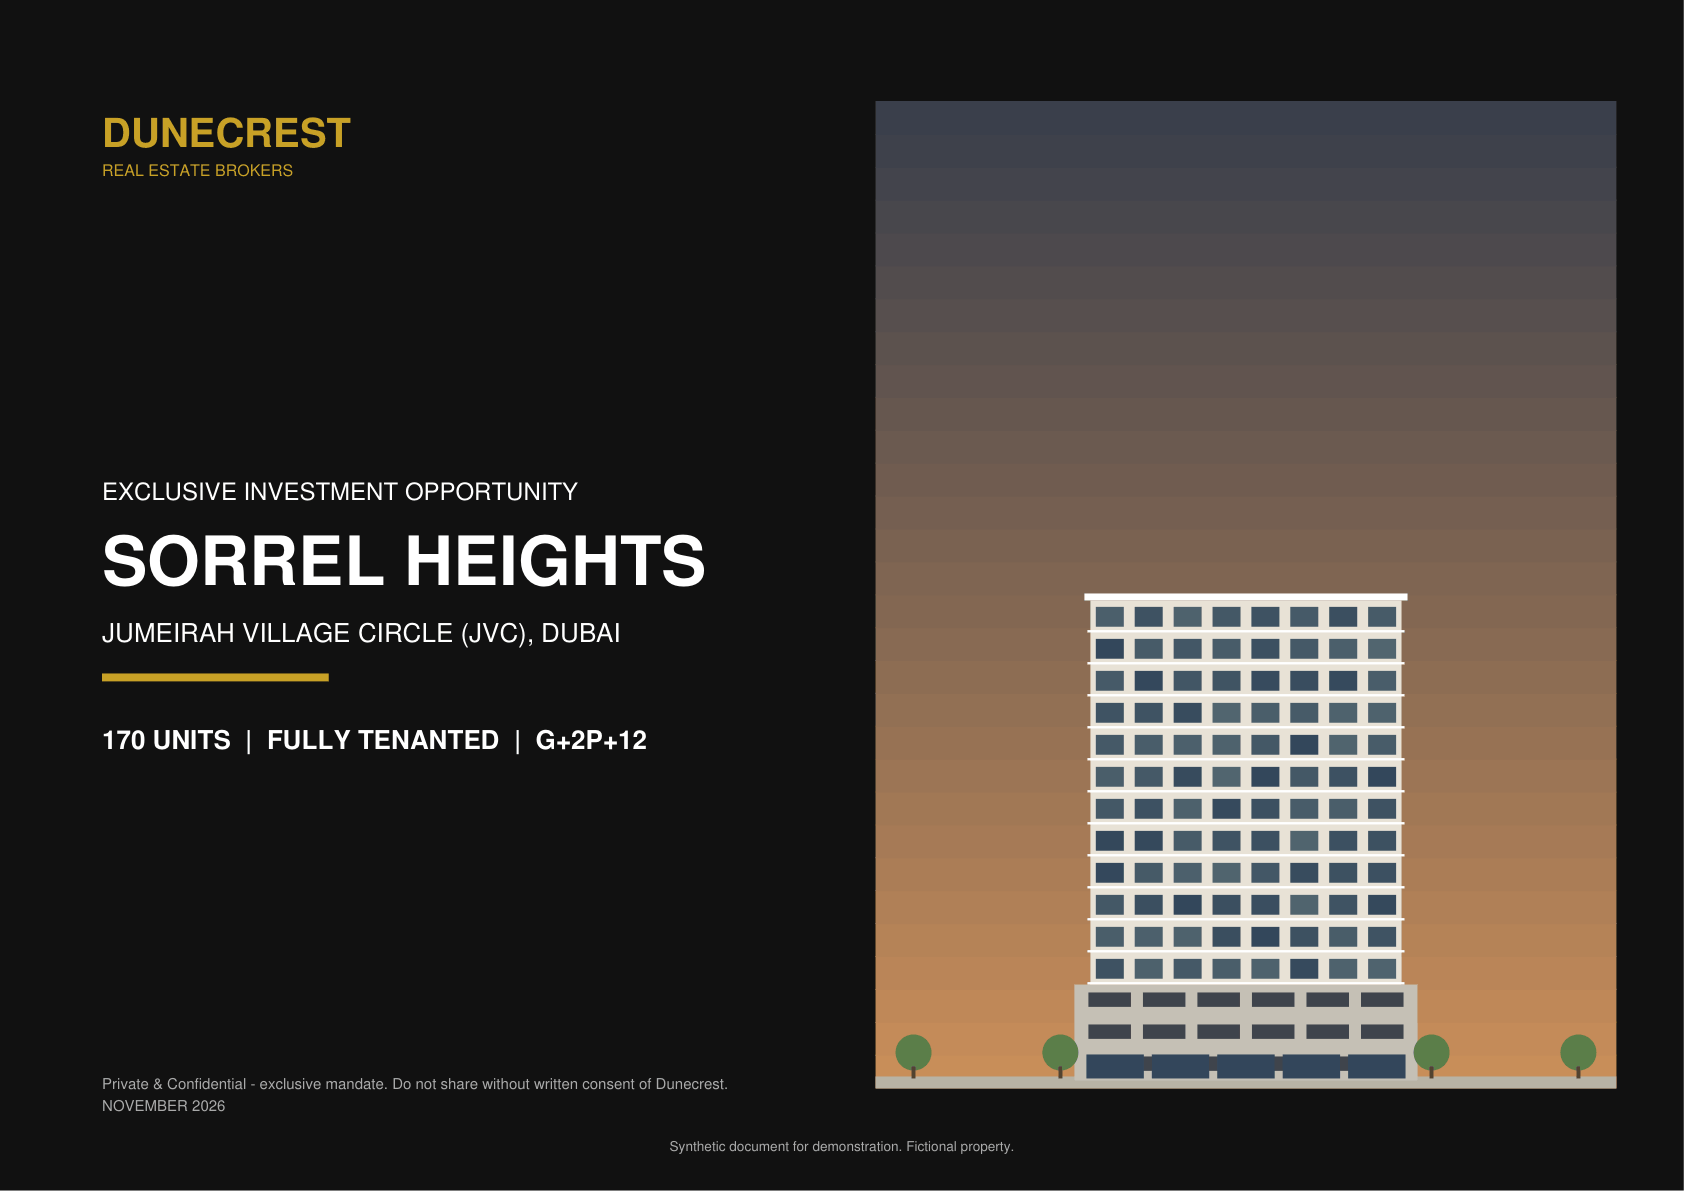 DUNECREST
REAL ESTATE BROKERS
EXCLUSIVE INVESTMENT OPPORTUNITY
SORREL HEIGHTS
JUMEIRAH VILLAGE CIRCLE (JVC), DUBAI
170 UNITS | FULLY TENANTED | G+2P+12
Private & Confidential - exclusive mandate. Do not share without written consent of Dunecrest.
NOVEMBER 2026
Synthetic document for demonstration. Fictional property.